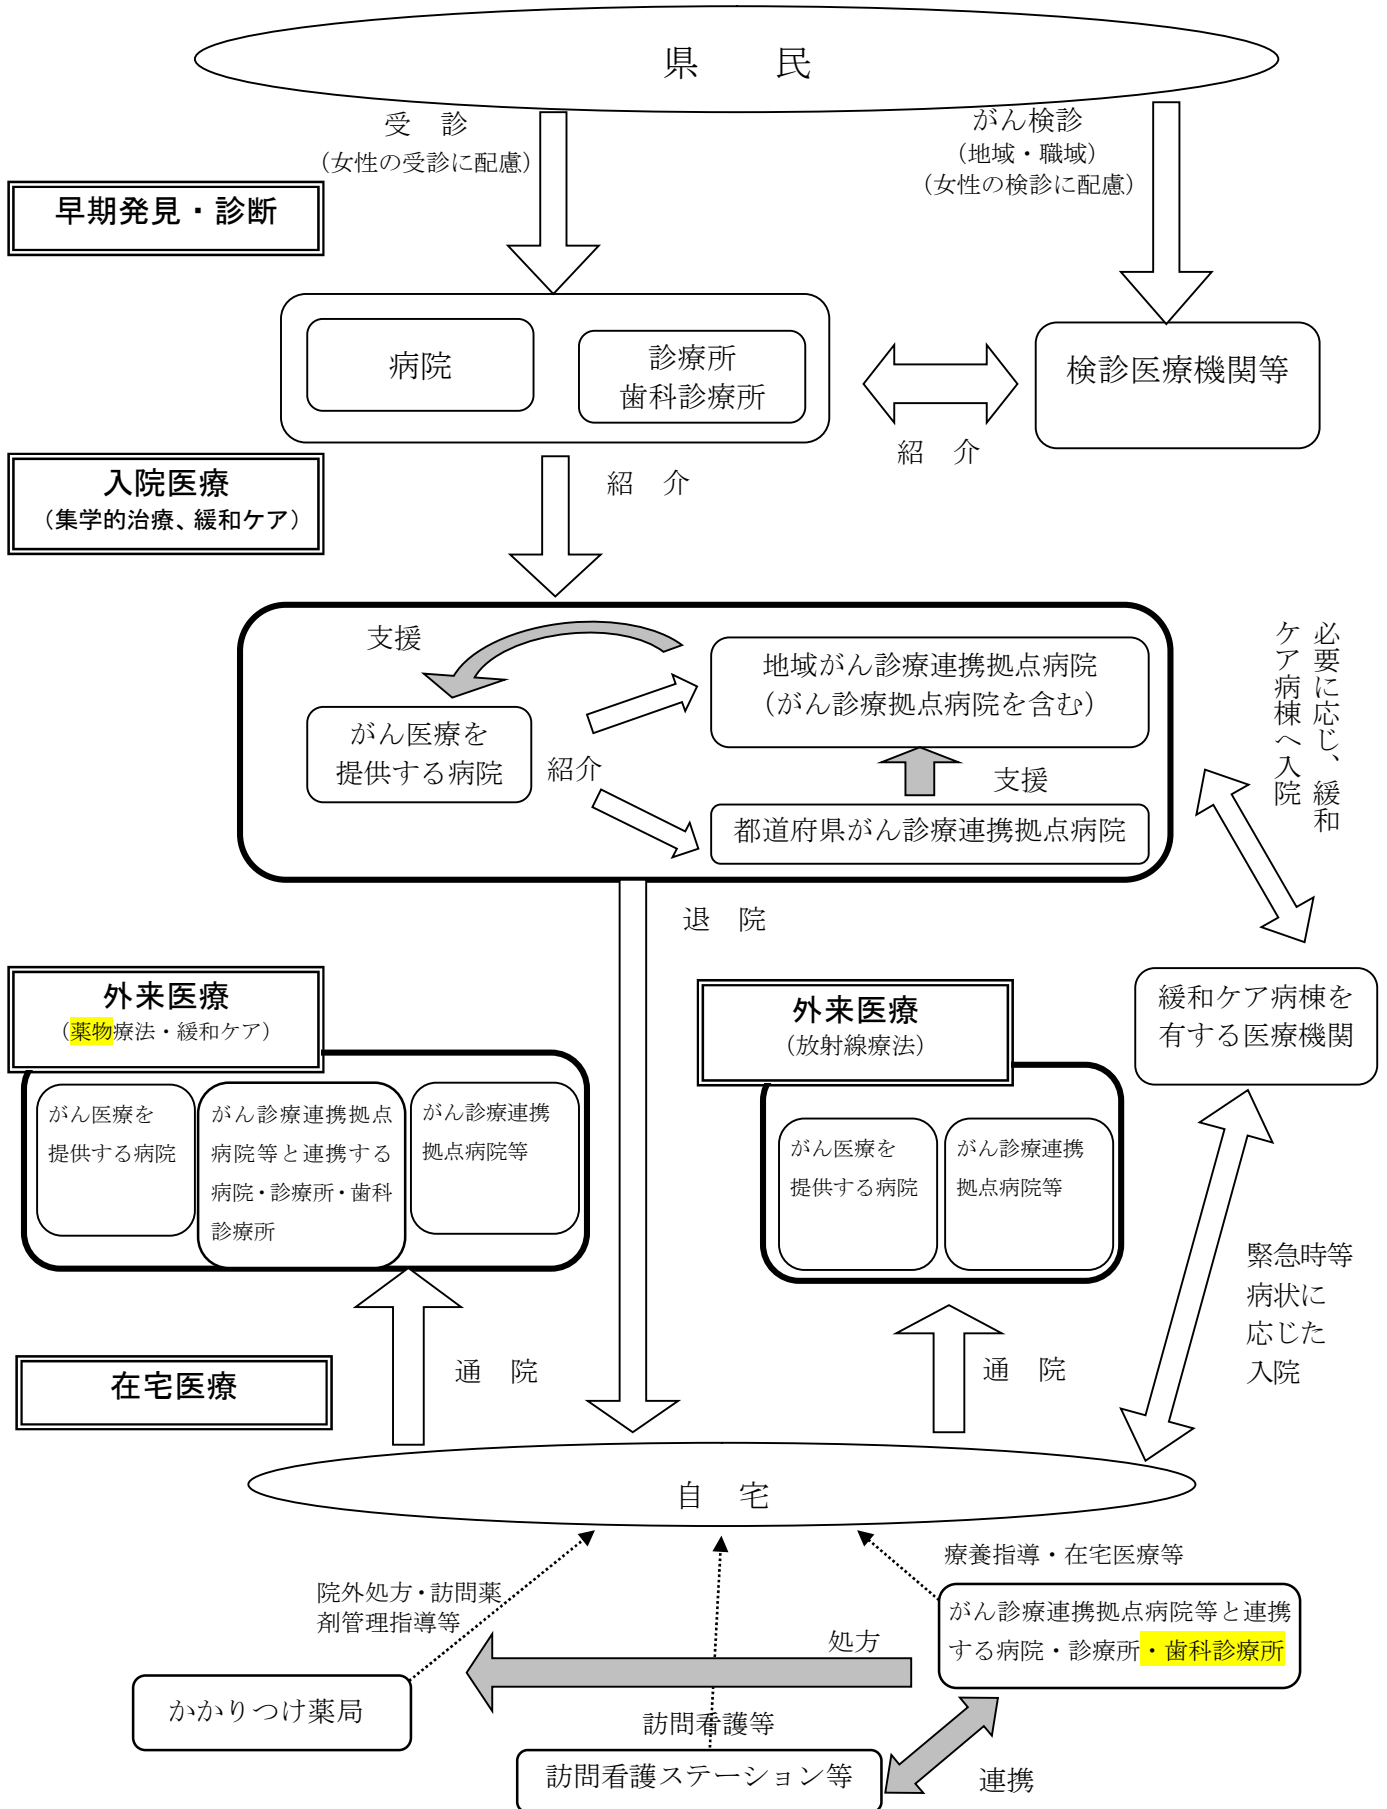 県　民
受　診
（女性の受診に配慮）
がん検診
（地域・職域）
（女性の検診に配慮）
早期発見・診断
病院
診療所
歯科診療所
検診医療機関等
紹　介
入院医療
（集学的治療、緩和ケア）
紹　介
支援
地域がん診療連携拠点病院
（がん診療拠点病院を含む）
がん医療を
提供する病院
紹介
支援
都道府県がん診療連携拠点病院
必要に応じ、緩和
ケア病棟へ入院
退　院
外来医療
（薬物療法・緩和ケア）
がん医療を
提供する病院
がん診療連携拠点
病院等と連携する
病院・診療所・歯科
診療所
がん診療連携
拠点病院等
外来医療
（放射線療法）
がん医療を
提供する病院
がん診療連携
拠点病院等
緩和ケア病棟を
有する医療機関
緊急時等
病状に
応じた
入院
在宅医療
通　院
通　院
自　宅
院外処方・訪問薬
剤管理指導等
療養指導・在宅医療等
がん診療連携拠点病院等と連携
する病院・診療所・歯科診療所
処方
かかりつけ薬局
訪問看護等
訪問看護ステーション等
連携